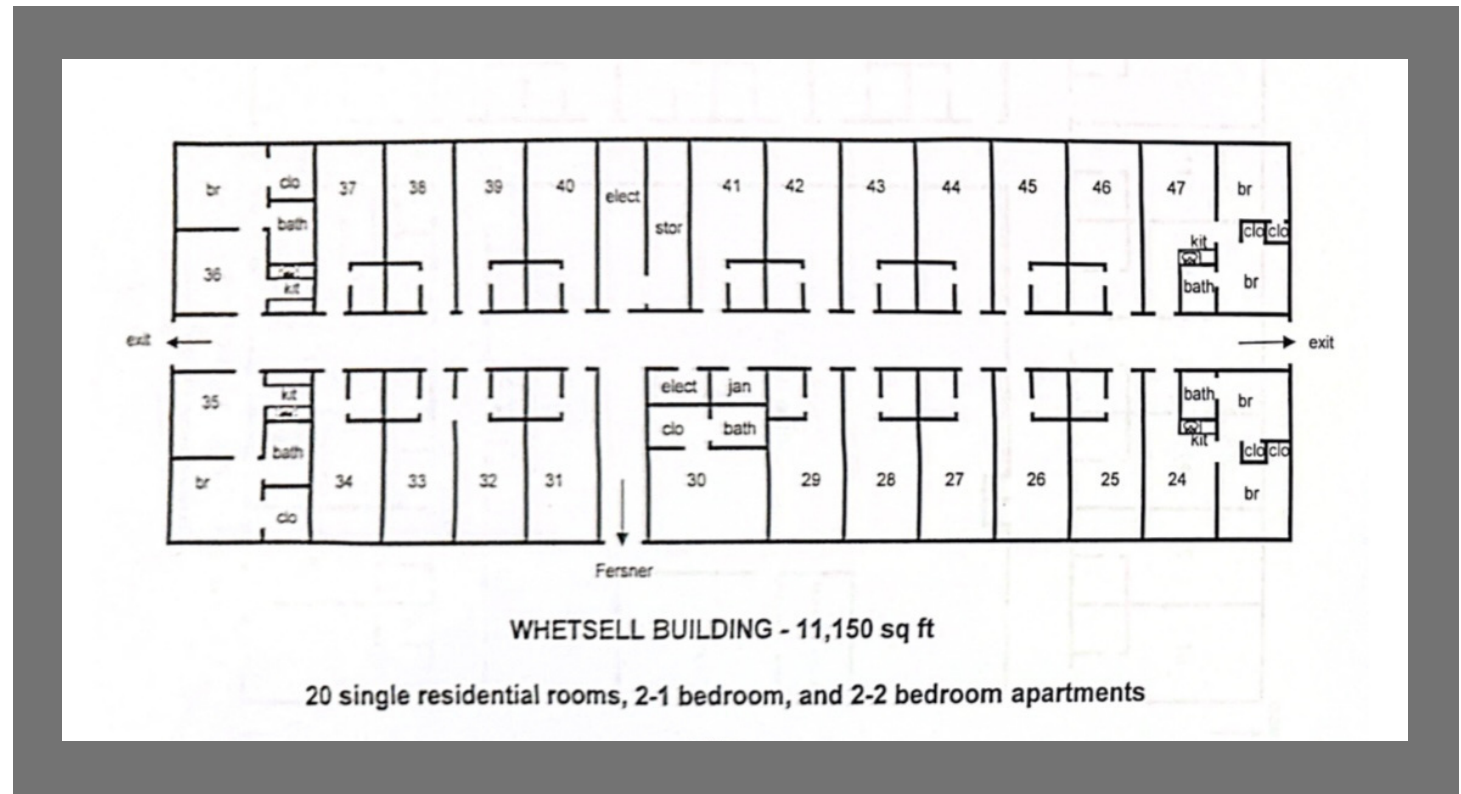 br clo 37 38 39 40 elect 41 42 43 44 45 46 47 br
bath stor clo clo
36 kit br
kit bath
exit exit
35 kit elect jan bath br
bath clo bath kit clo clo
br 34 33 32 31 30 29 28 27 26 25 24 br
clo
Fersner
WHETSELL BUILDING - 11,150 sq ft
20 single residential rooms, 2-1 bedroom, and 2-2 bedroom apartments